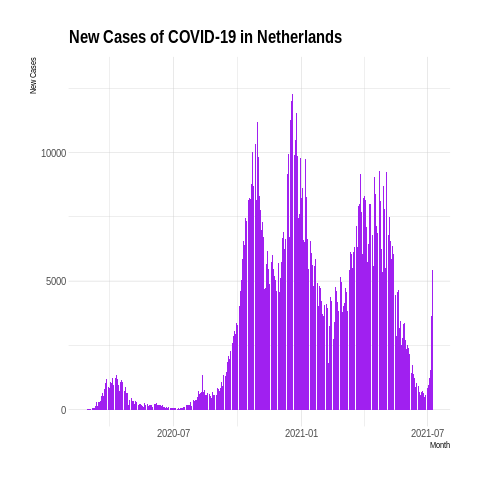 New Cases of COVID-19 in Netherlands
New Cases
10000
5000
0
2020-07
2021-01
2021-07
Month